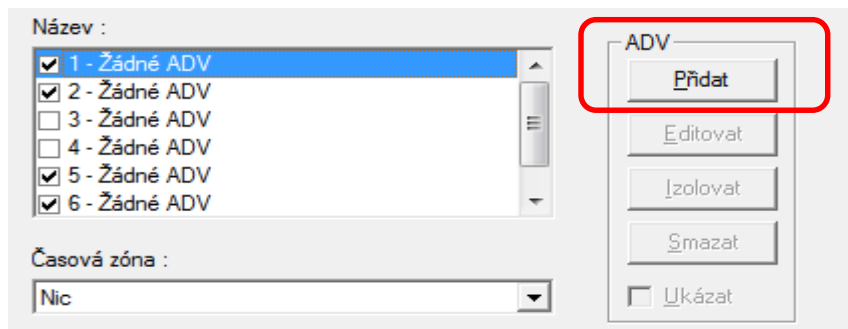 Název :
1 - Žádné ADV
2 - Žádné ADV
3 - Žádné ADV
4 - Žádné ADV
5 - Žádné ADV
6 - Žádné ADV
Časová zóna :
Nic
ADV
Přidat
Editovat
Izolovat
Smazat
Ukázat